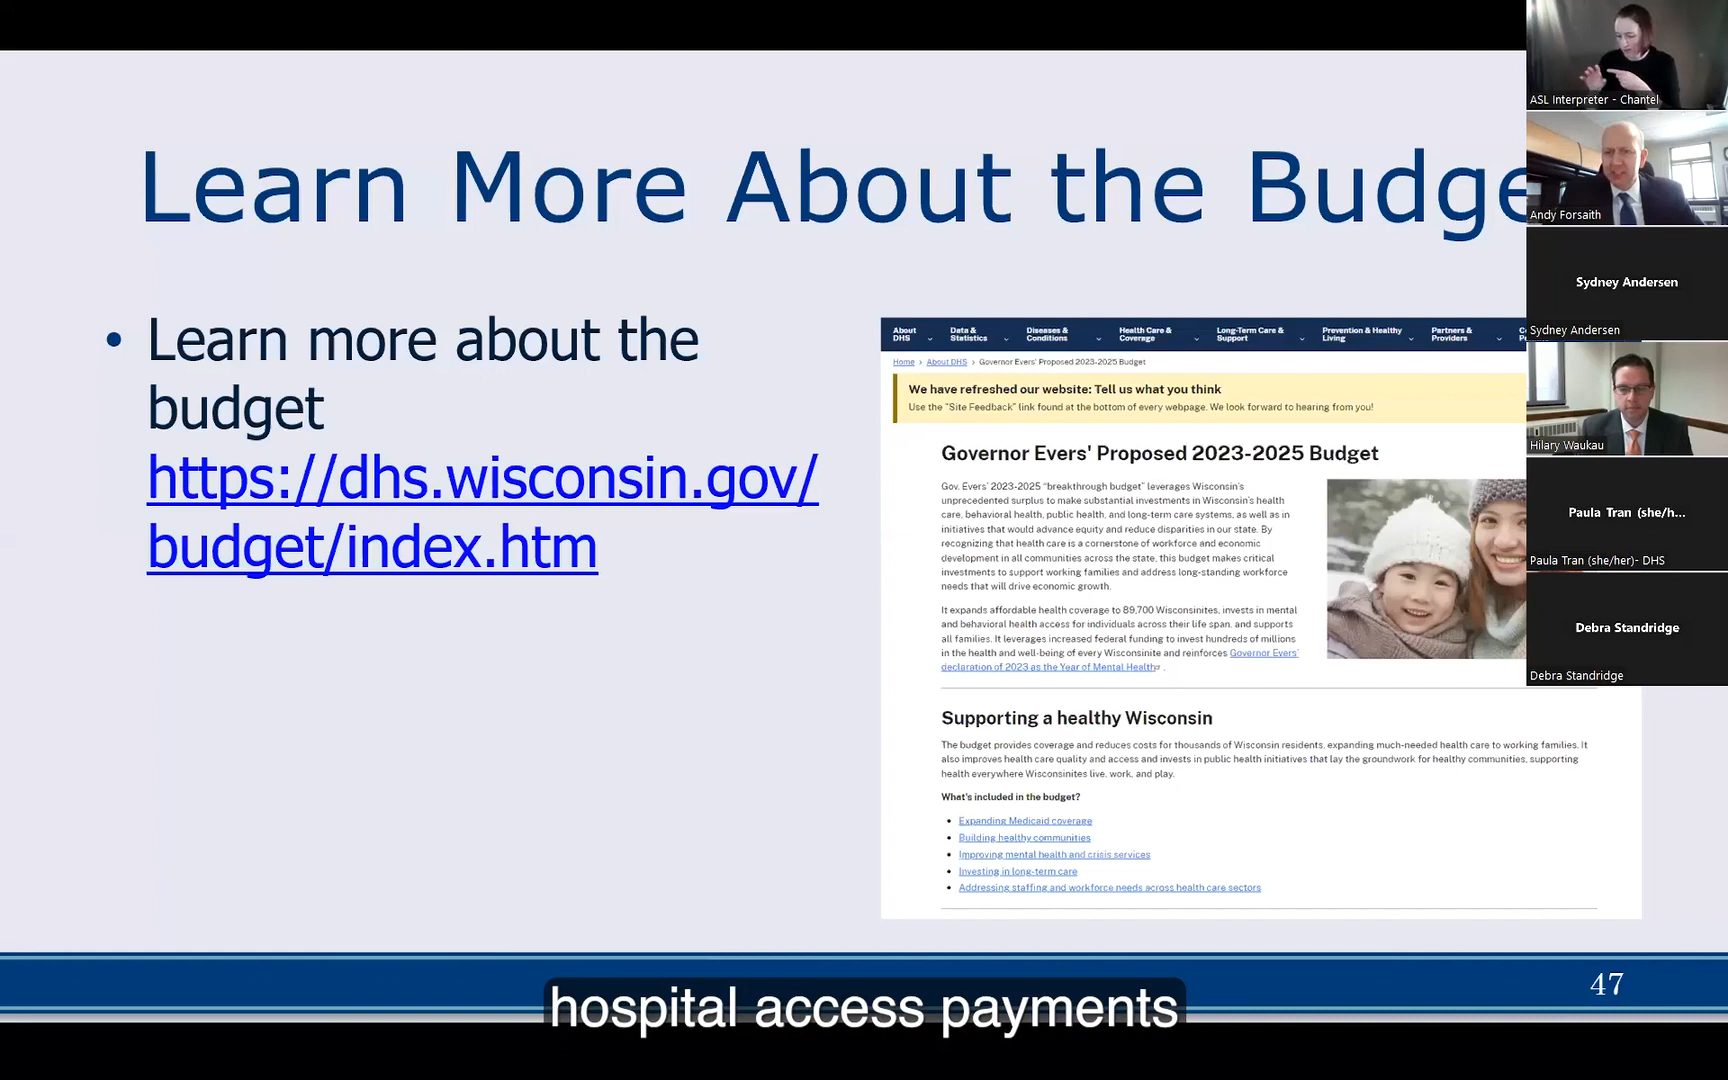 Learn More About the Budge
• Learn more about the
budget
https://dhs.wisconsin.gov/
budget/index.htm
About DHS
Data & Statistics
Diseases & Conditions
Health Care & Coverage
Long-Term Care & Support
Prevention & Healthy Living
Partners & Providers
Home > About DHS > Governor Evers' Proposed 2023-2025 Budget
We have refreshed our website: Tell us what you think
Use the "Site Feedback" link found at the bottom of every webpage. We look forward to hearing from you!
Governor Evers' Proposed 2023-2025 Budget
Gov. Evers' 2023-2025 "breakthrough budget" leverages Wisconsin's
unprecedented surplus to make substantial investments in Wisconsin's health
care, behavioral health, public health, and long-term care systems, as well as in
initiatives that would advance equity and reduce disparities in our state. By
recognizing that health care is a cornerstone of workforce and economic
development in all communities across the state, this budget makes critical
investments to support working families and address long-standing workforce
needs that will drive economic growth.
It expands affordable health coverage to 89,700 Wisconsinites, invests in mental
and behavioral health access for individuals across their life span, and supports
all families. It leverages increased federal funding to invest hundreds of millions
in the health and well-being of every Wisconsinite and reinforces Governor Evers'
declaration of 2023 as the Year of Mental Health .
Supporting a healthy Wisconsin
The budget provides coverage and reduces costs for thousands of Wisconsin residents, expanding much-needed health care to working families. It
also improves health care quality and access and invests in public health initiatives that lay the groundwork for healthy communities, supporting
health everywhere Wisconsinites live, work, and play.
What's included in the budget?
• Expanding Medicaid coverage
• Building healthy communities
• Improving mental health and crisis services
• Investing in long-term care
• Addressing staffing and workforce needs across health care sectors
ASL Interpreter - Chantel
Andy Forsaith
Sydney Andersen
Sydney Andersen
Hilary Waukau
Paula Tran (she/h...
Paula Tran (she/her)- DHS
Debra Standridge
Debra Standridge
47
hospital access payments